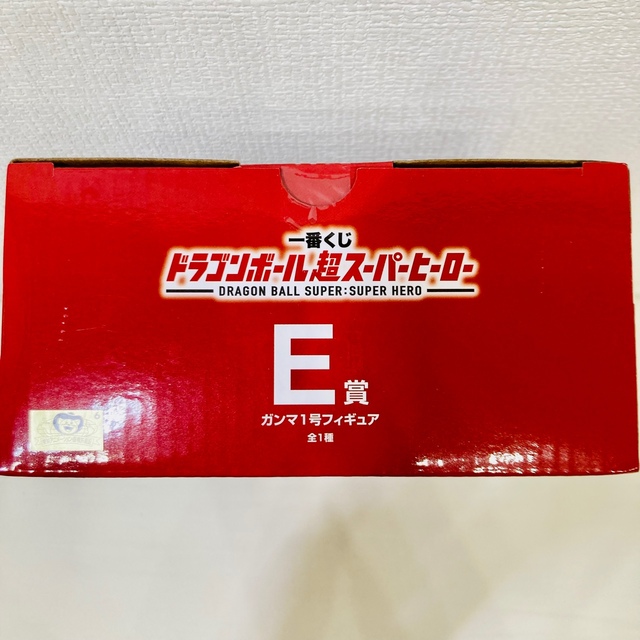 一番くじ
ドラゴンボール超スーパーヒーロー
DRAGON BALL SUPER:SUPER HERO
E賞
ガンマ1号フィギュア
全1種